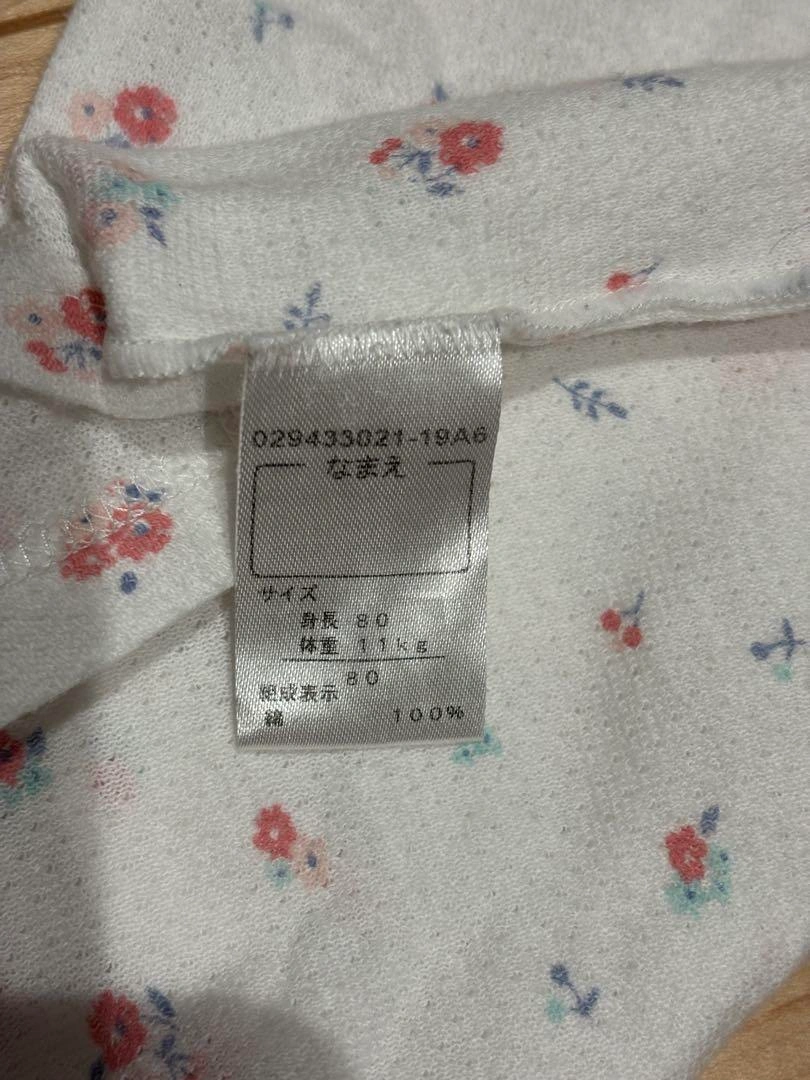 029433021-19A6
なまえ
サイズ
身長 80
体重 11kg
80
組成表示
綿 100%